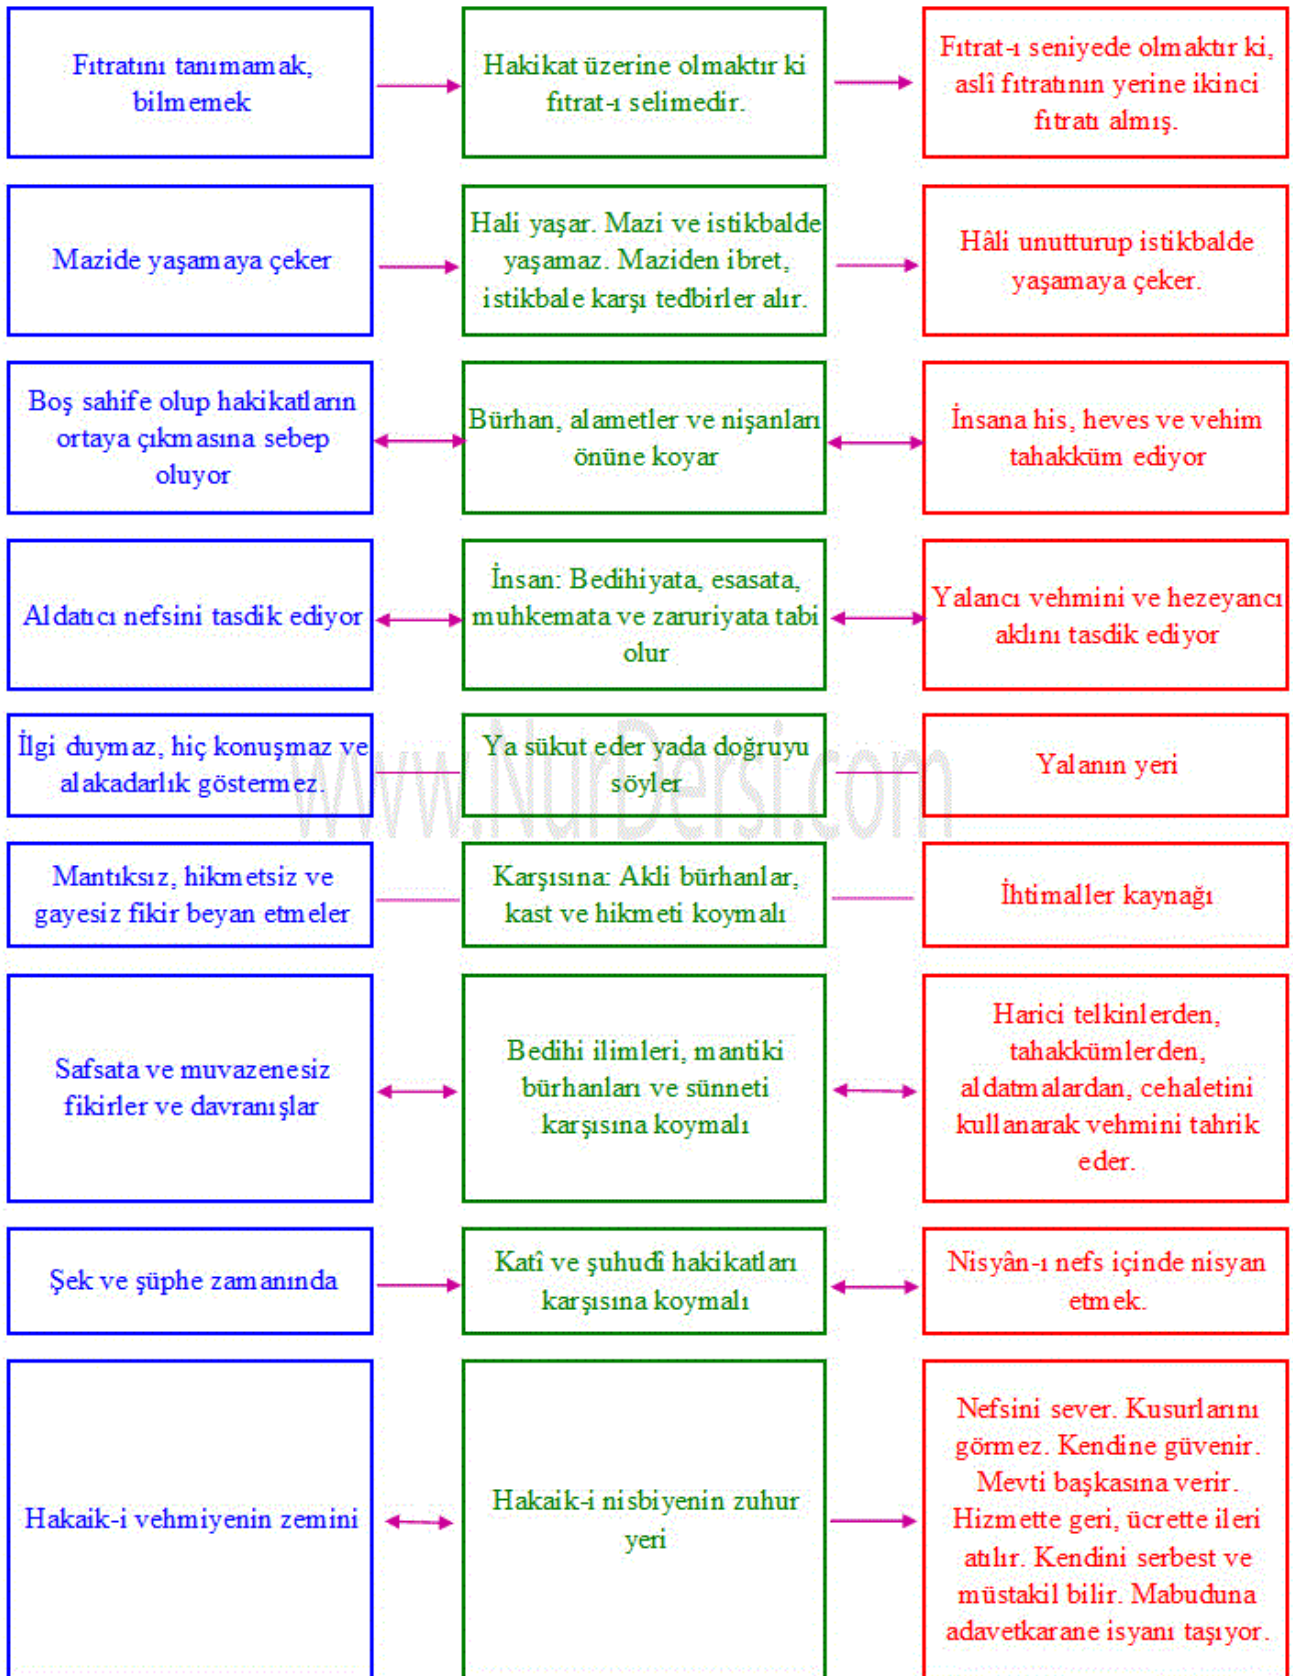 Fıtratını tanımamak,
bilmemek
Hakikat üzerine olmaktır ki
fıtrat-ı selimedir.
Fıtrat-ı seniyede olmaktır ki,
aslî fıtratının yerine ikinci
fıtratı almış.
Mazide yaşamaya çeker
Hali yaşar. Mazi ve istikbalde
yaşamaz. Maziden ibret,
istikbale karşı tedbirler alır.
Hâli unutturup istikbalde
yaşamaya çeker.
Boş sahife olup hakikatların
ortaya çıkmasına sebep
oluyor
Bürhan, alametler ve nişanları
önüne koyar
İnsana his, heves ve vehim
tahakküm ediyor
Aldatıcı nefsini tasdik ediyor
İnsan: Bedihiyata, esasata,
muhkemata ve zaruriyata tabi
olur
Yalancı vehmini ve hezeyancı
aklını tasdik ediyor
İlgi duymaz, hiç konuşmaz ve
alakadarlık göstermez.
Ya sükut eder yada doğruyu
söyler
Yalanın yeri
www.NurDersi.com
Mantıksız, hikmetsiz ve
gayesiz fikir beyan etmeler
Karşısına: Akli bürhanlar,
kast ve hikmeti koymalı
İhtimaller kaynağı
Safsata ve muvazenesiz
fikirler ve davranışlar
Bedihi ilimleri, mantiki
bürhanları ve sünneti
karşısına koymalı
Harici telkinlerden,
tahakkümlerden,
aldatmalardan, cehaletini
kullanarak vehmini tahrik
eder.
Şek ve şüphe zamanında
Katî ve şuhudî hakikatları
karşısına koymalı
Nisyân-ı nefs içinde nisyan
etmek.
Hakaik-i vehmiyenin zemini
Hakaik-i nisbiyenin zuhur
yeri
Nefsini sever. Kusurlarını
görmez. Kendine güvenir.
Mevti başkasına verir.
Hizmette geri, ücrette ileri
atılır. Kendini serbest ve
müstakil bilir. Mabuduna
adavetkarane isyanı taşıyor.